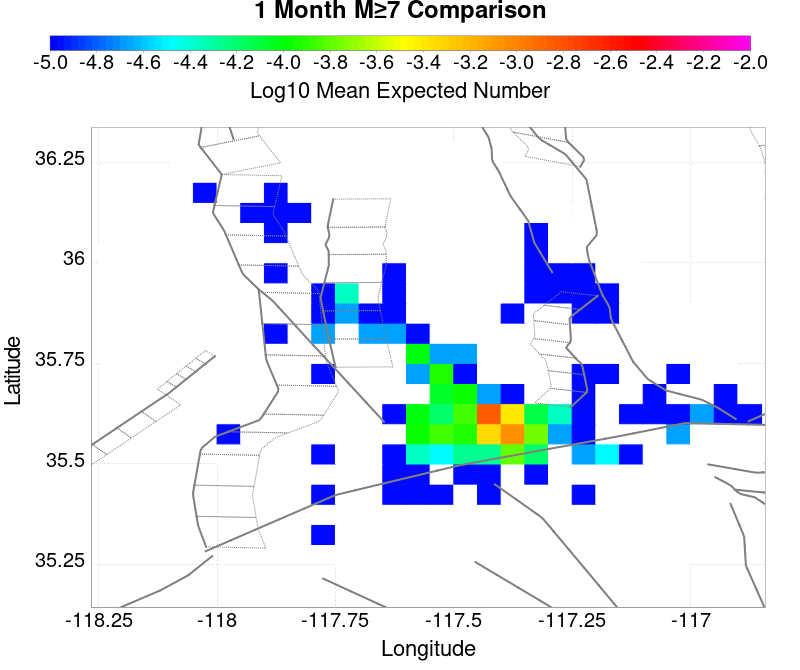 1 Month M≥7 Comparison
-5.0 -4.8 -4.6 -4.4 -4.2 -4.0 -3.8 -3.6 -3.4 -3.2 -3.0 -2.8 -2.6 -2.4 -2.2 -2.0
Log10 Mean Expected Number
36.25
36
35.75
35.5
35.25
Latitude
-118.25 -118 -117.75 -117.5 -117.25 -117
Longitude